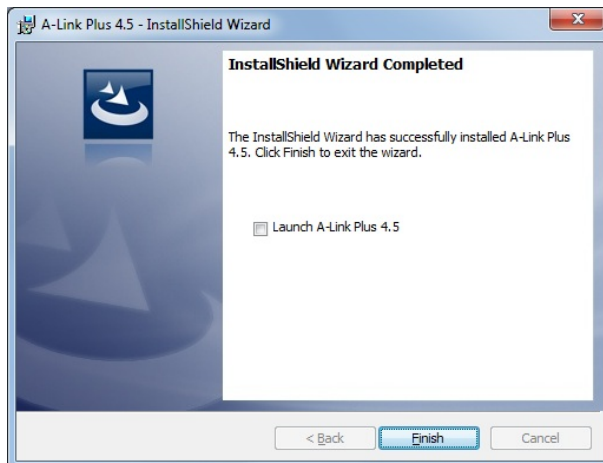 A-Link Plus 4.5 - InstallShield Wizard
InstallShield Wizard Completed
The InstallShield Wizard has successfully installed A-Link Plus
4.5. Click Finish to exit the wizard.
Launch A-Link Plus 4.5
< Back Finish Cancel